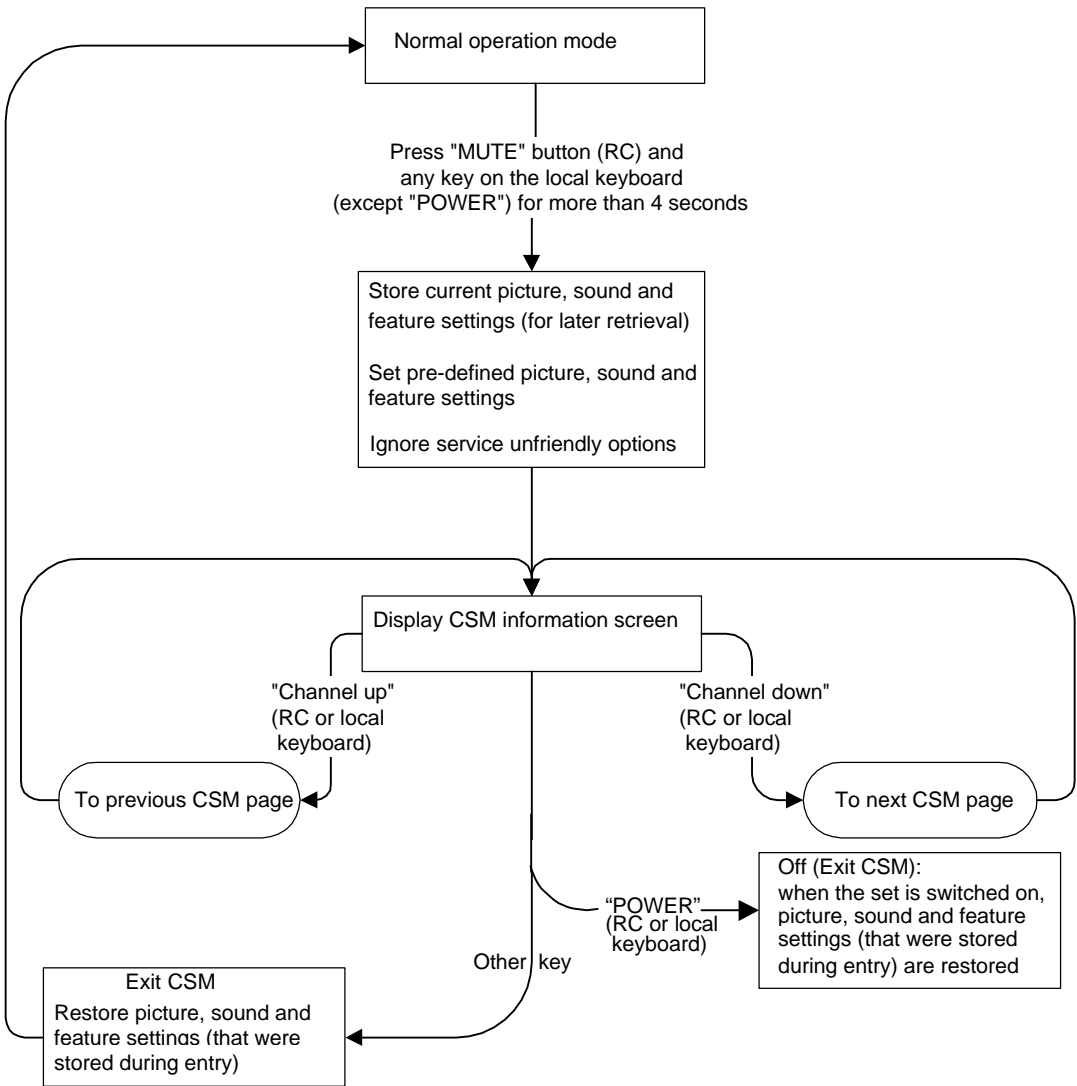 Normal operation mode
Press "MUTE" button (RC) and
any key on the local keyboard
(except "POWER") for more than 4 seconds
Store current picture, sound and
feature settings (for later retrieval)
Set pre-defined picture, sound and
feature settings
Ignore service unfriendly options
Display CSM information screen
"Channel up"
(RC or local
keyboard)
"Channel down"
(RC or local
keyboard)
To previous CSM page
To next CSM page
“POWER”
(RC or local
keyboard)
Off (Exit CSM):
when the set is switched on,
picture, sound and feature
settings (that were stored
during entry) are restored
Other key
Exit CSM
Restore picture, sound and
feature settings (that were
stored during entry)